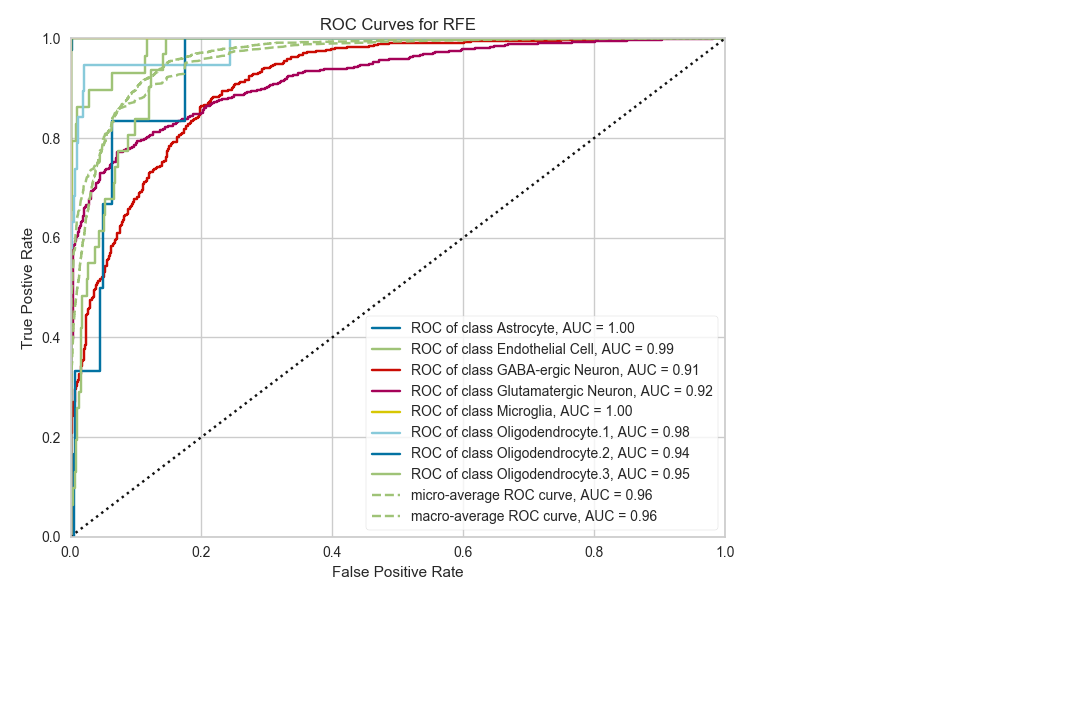 ROC Curves for RFE
1.0
0.8
0.6
0.4
0.2
0.0
True Postive Rate
ROC of class Astrocyte, AUC = 1.00
ROC of class Endothelial Cell, AUC = 0.99
ROC of class GABA-ergic Neuron, AUC = 0.91
ROC of class Glutamatergic Neuron, AUC = 0.92
ROC of class Microglia, AUC = 1.00
ROC of class Oligodendrocyte.1, AUC = 0.98
ROC of class Oligodendrocyte.2, AUC = 0.94
ROC of class Oligodendrocyte.3, AUC = 0.95
micro-average ROC curve, AUC = 0.96
macro-average ROC curve, AUC = 0.96
0.0 0.2 0.4 0.6 0.8 1.0
False Positive Rate